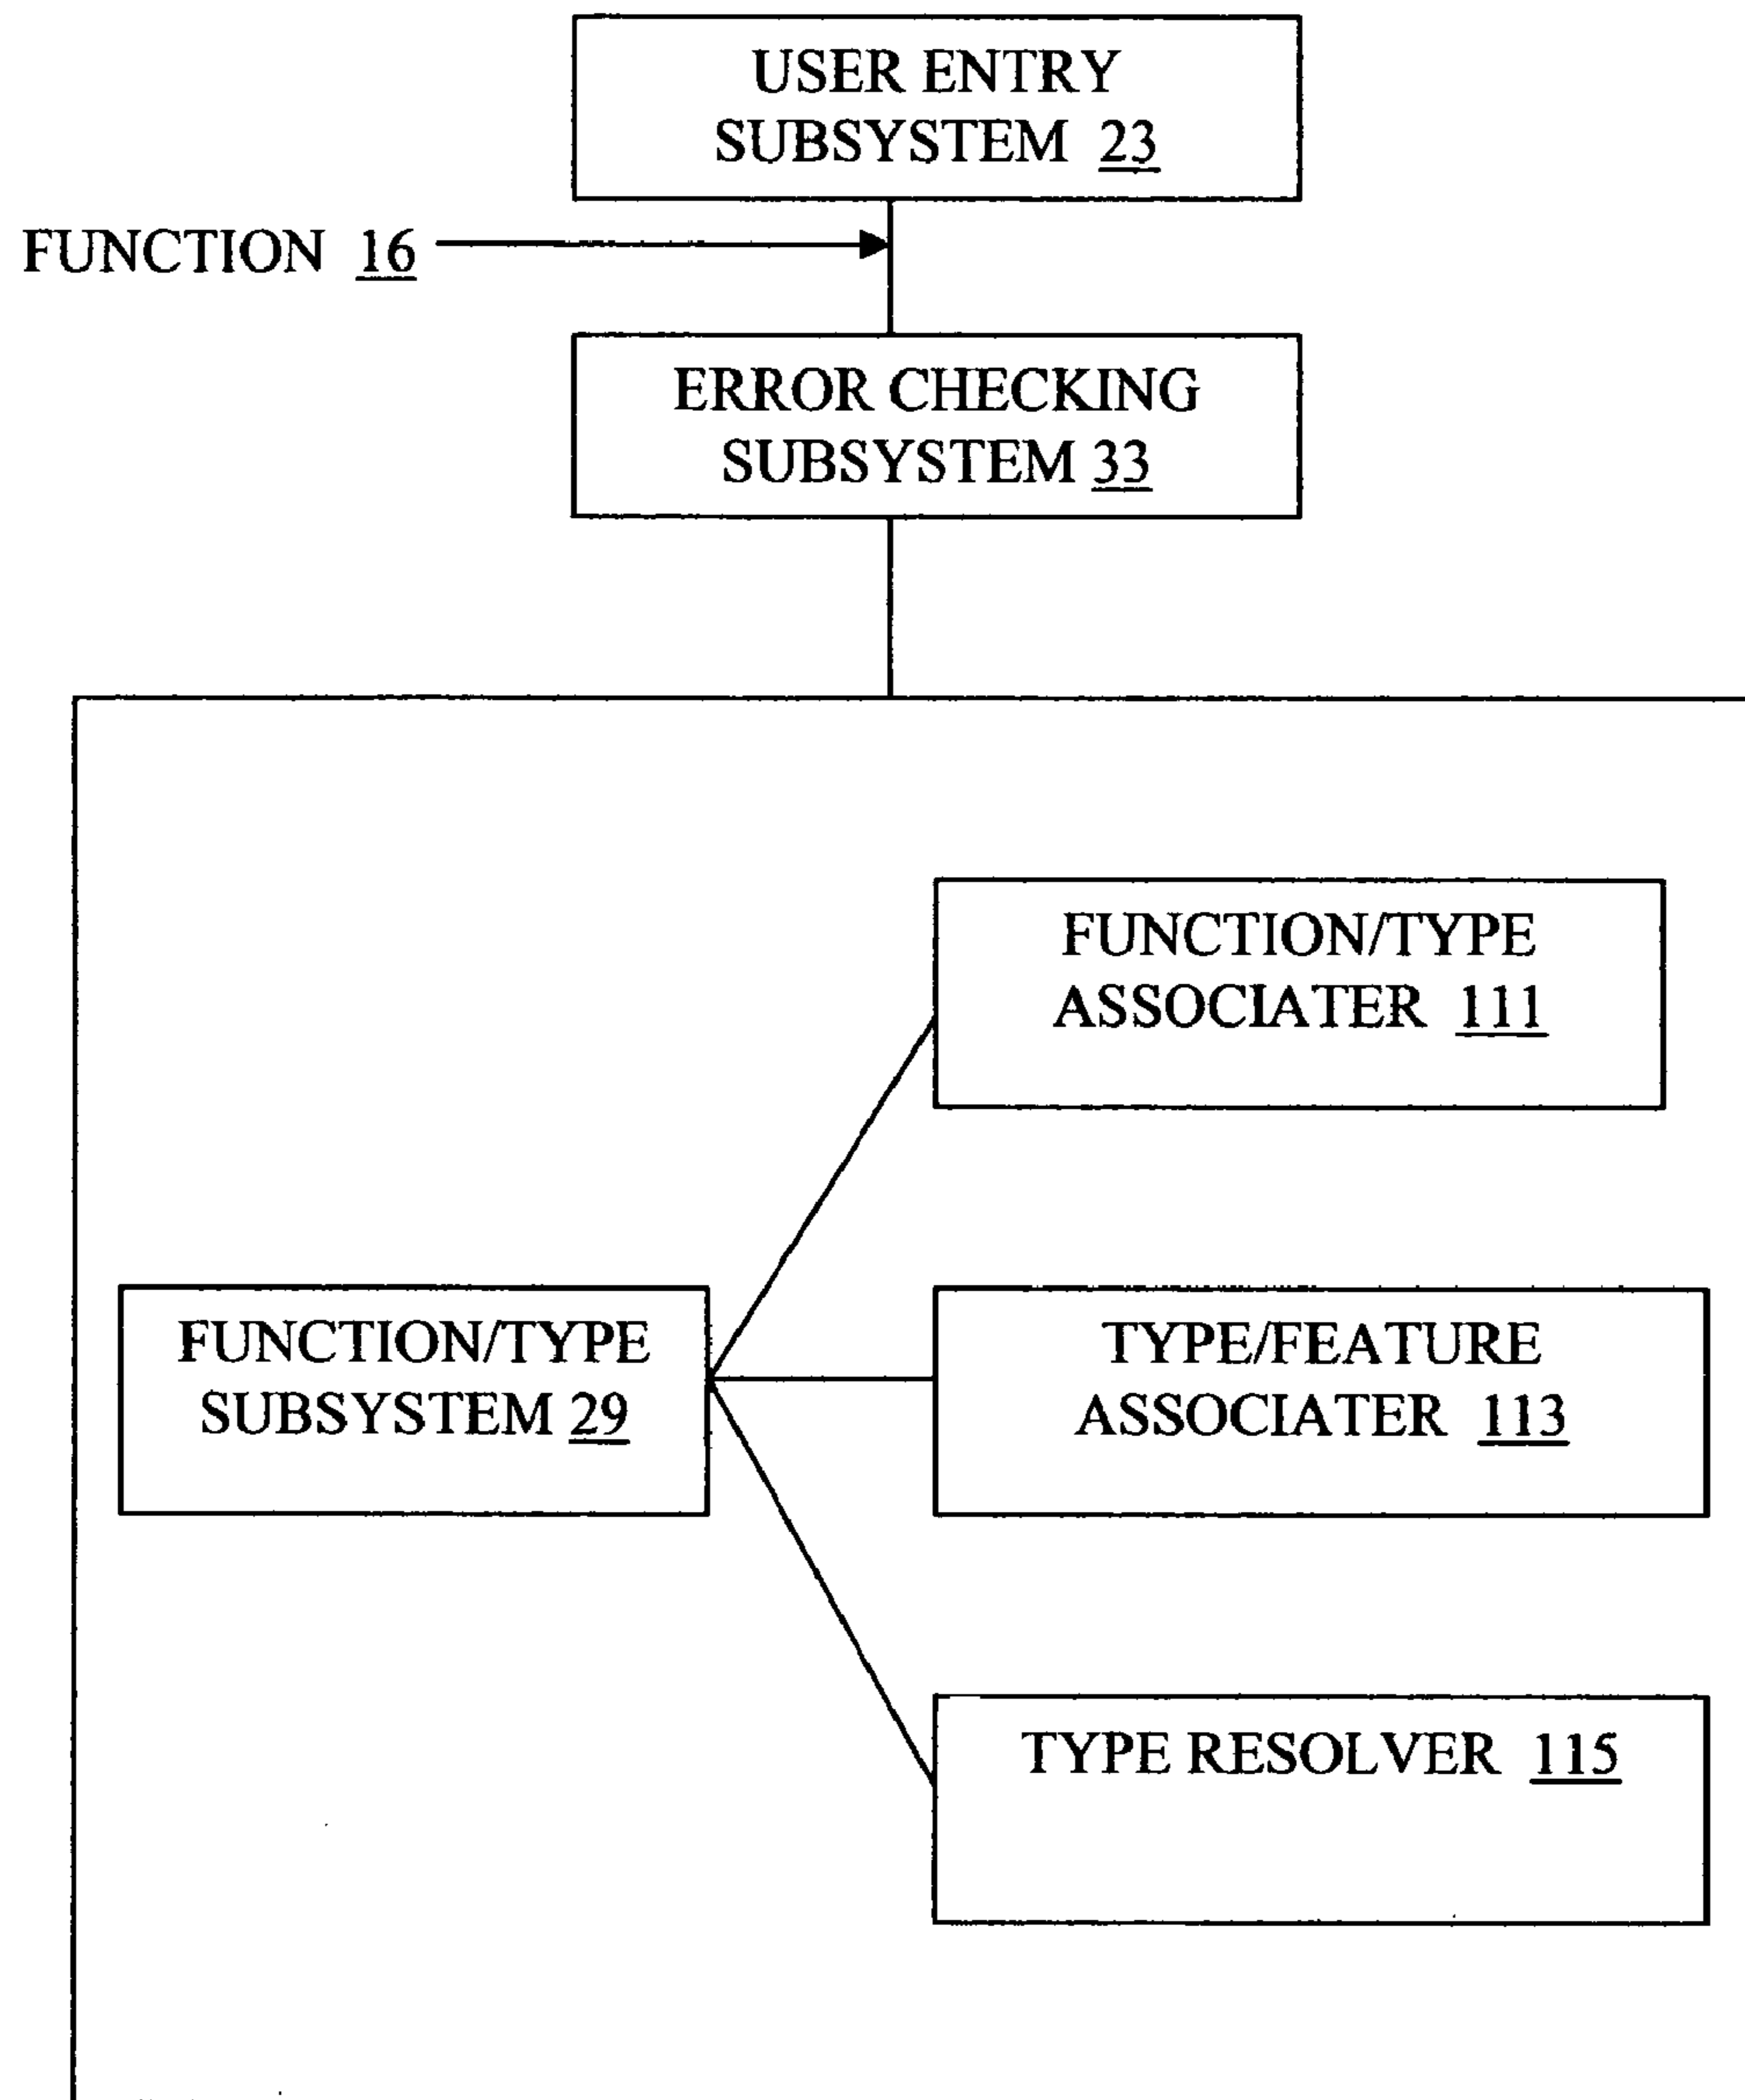 USER ENTRY
SUBSYSTEM 23
FUNCTION 16
ERROR CHECKING
SUBSYSTEM 33
FUNCTION/TYPE
ASSOCIATER 111
FUNCTION/TYPE
SUBSYSTEM 29
TYPE/FEATURE
ASSOCIATER 113
TYPE RESOLVER 115